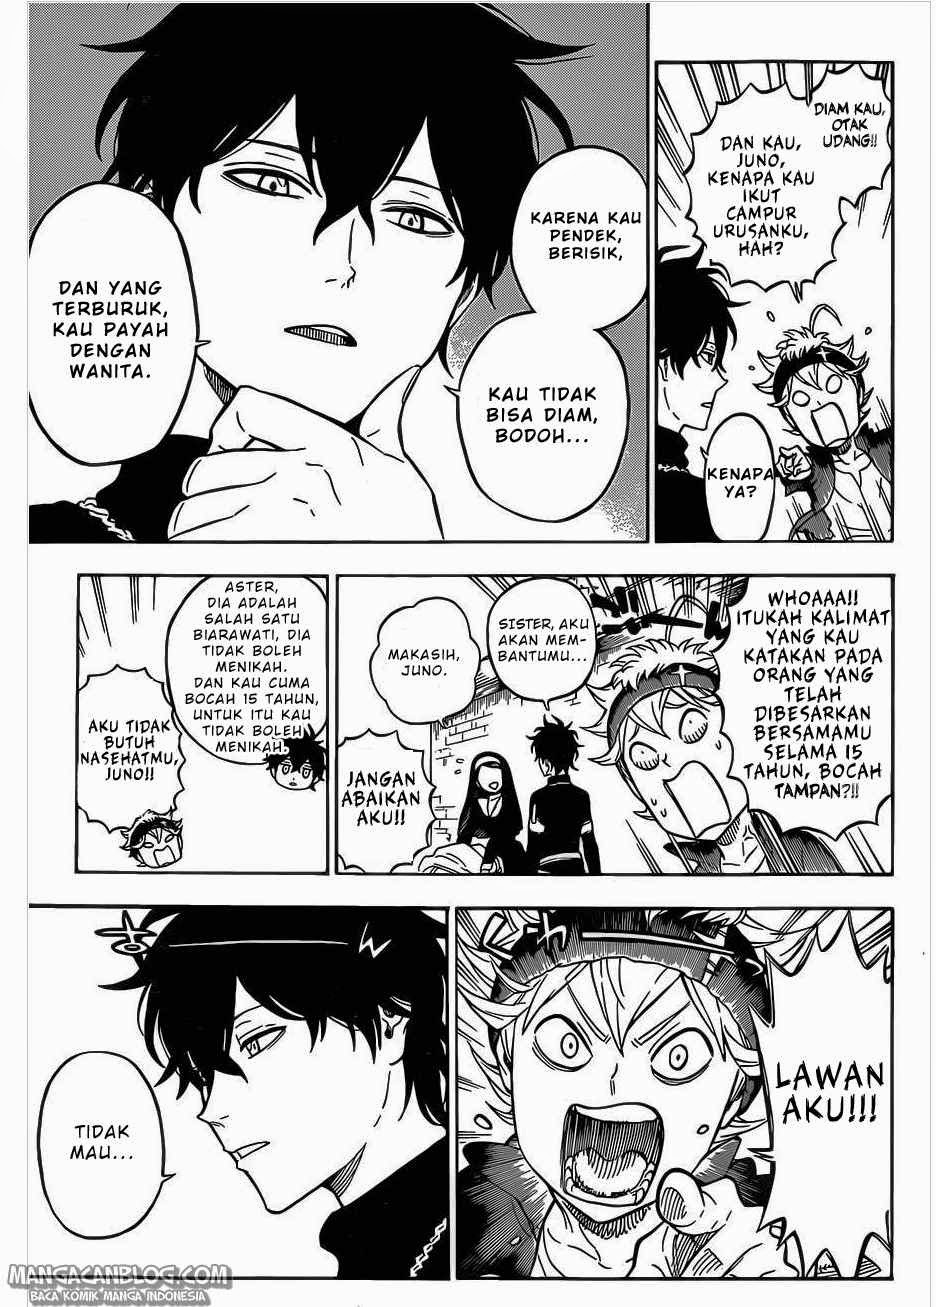 DIAM KAU,
OTAK
UDANG!!
DAN KAU,
JUNO,
KENAPA KAU
IKUT
CAMPUR
URUSANKU,
HAH?
KENAPA
YA?
KARENA KAU
PENDEK,
BERISIK,
KAU TIDAK
BISA DIAM,
BODOH...
DAN YANG
TERBURUK,
KAU PAYAH
DENGAN
WANITA.
WHOAAA!!
ITUKAH KALIMAT
YANG KAU
KATAKAN PADA
ORANG YANG
TELAH
DIBESARKAN
BERSAMAMU
SELAMA 15
TAHUN, BOCAH
TAMPAN?!!
SISTER, AKU
AKAN MEM-
BANTUMU...
MAKASIH,
JUNO.
JANGAN
ABAIKAN
AKU!!
ASTER,
DIA ADALAH
SALAH SATU
BIARAWATI, DIA
TIDAK BOLEH
MENIKAH.
DAN KAU CUMA
BOCAH 15 TAHUN,
UNTUK ITU KAU
TIDAK BOLEH
MENIKAH.
AKU TIDAK
BUTUH
NASEHATMU,
JUNO!!
LAWAN
AKU!!!
TIDAK
MAU...
MANGACANBLOG.COM
BACA KOMIK MANGA INDONESIA